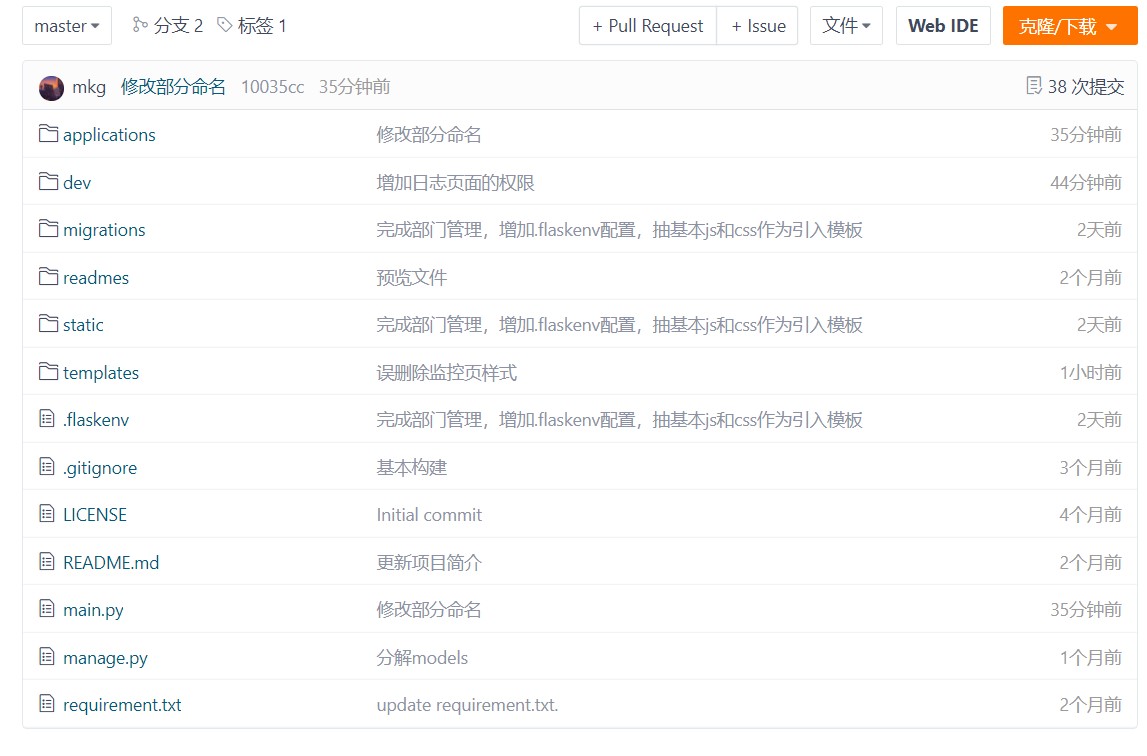 master 分支 2 标签 1 + Pull Request + Issue 文件 Web IDE 克隆/下载
mkg 修改部分命名 10035cc 35分钟前 38 次提交
applications 修改部分命名 35分钟前
dev 增加日志页面的权限 44分钟前
migrations 完成部门管理，增加.flaskenv配置，抽基本js和css作为引入模板 2天前
readmes 预览文件 2个月前
static 完成部门管理，增加.flaskenv配置，抽基本js和css作为引入模板 2天前
templates 误删除监控页样式 1小时前
.flaskenv 完成部门管理，增加.flaskenv配置，抽基本js和css作为引入模板 2天前
.gitignore 基本构建 3个月前
LICENSE Initial commit 4个月前
README.md 更新项目简介 2个月前
main.py 修改部分命名 35分钟前
manage.py 分解models 1个月前
requirement.txt update requirement.txt. 2个月前